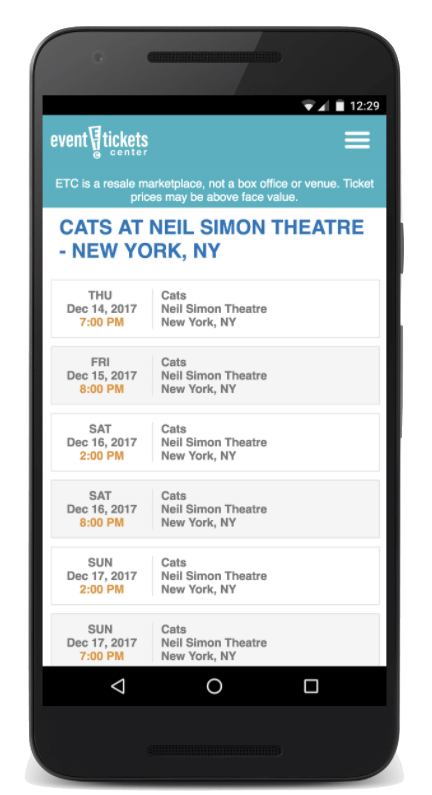 12:29
event tickets
center
ETC is a resale marketplace, not a box office or venue. Ticket
prices may be above face value.
CATS AT NEIL SIMON THEATRE
- NEW YORK, NY
THU
Dec 14, 2017
7:00 PM
Cats
Neil Simon Theatre
New York, NY
FRI
Dec 15, 2017
8:00 PM
Cats
Neil Simon Theatre
New York, NY
SAT
Dec 16, 2017
2:00 PM
Cats
Neil Simon Theatre
New York, NY
SAT
Dec 16, 2017
8:00 PM
Cats
Neil Simon Theatre
New York, NY
SUN
Dec 17, 2017
2:00 PM
Cats
Neil Simon Theatre
New York, NY
SUN
Dec 17, 2017
7:00 PM
Cats
Neil Simon Theatre
New York, NY